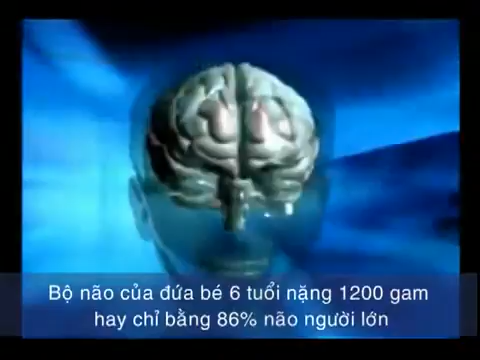 Bộ não của đứa bé 6 tuổi nặng 1200 gam
hay chỉ bằng 86% não người lớn